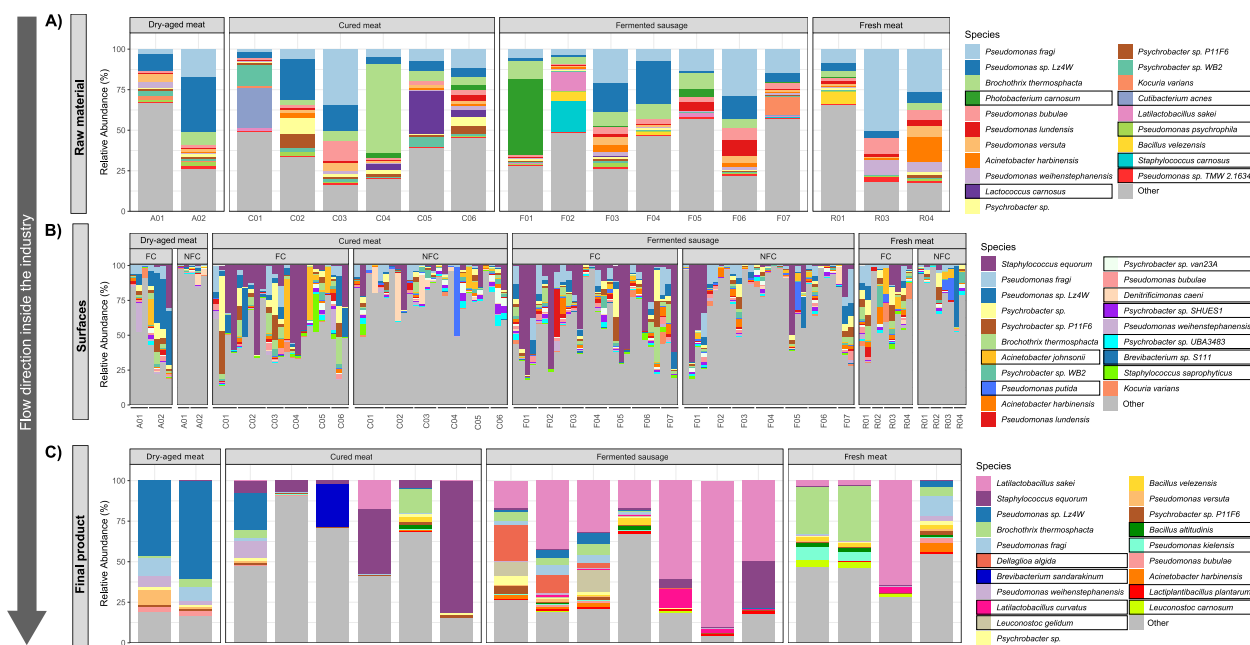 Flow direction inside the industry
A)
Raw material
Dry-aged meat
Cured meat
Fermented sausage
Fresh meat
Relative Abundance (%)
100
75
50
25
0
A01 A02 C01 C02 C03 C04 C05 C06 F01 F02 F03 F04 F05 F06 F07 R01 R03 R04
Species
Pseudomonas fragi
Pseudomonas sp. Lz4W
Brochothrix thermosphacta
Photobacterium carnosum
Pseudomonas bubulae
Pseudomonas lundensis
Pseudomonas versuta
Acinetobacter harbinensis
Pseudomonas weihenstephanensis
Lactococcus carnosus
Psychrobacter sp.
Psychrobacter sp. P11F6
Psychrobacter sp. WB2
Kocuria varians
Cutibacterium acnes
Latilactobacillus sakei
Pseudomonas psychrophila
Bacillus velezensis
Staphylococcus carnosus
Pseudomonas sp. TMW 2.1634
Other
B)
Surfaces
Dry-aged meat
Cured meat
Fermented sausage
Fresh meat
FC NFC FC NFC FC NFC FC NFC
Relative Abundance (%)
100
75
50
25
0
A01 A02 A01 A02 C01 C02 C03 C04 C05 C06 C01 C02 C03 C04 C05 C06 F01 F02 F03 F04 F05 F06 F07 F01 F02 F03 F04 F05 F06 F07 R01 R02 R03 R04 R01 R02 R03 R04
Species
Staphylococcus equorum
Pseudomonas fragi
Pseudomonas sp. Lz4W
Psychrobacter sp.
Psychrobacter sp. P11F6
Brochothrix thermophacta
Acinetobacter johnsonii
Psychrobacter sp. WB2
Pseudomonas putida
Acinetobacter harbinensis
Pseudomonas lundensis
Psychrobacter sp. van23A
Pseudomonas bubulae
Denitrificimonas caeni
Psychrobacter sp. SHUES1
Pseudomonas weihenstephanensis
Psychrobacter sp. UBA3483
Brevibacterium sp. S111
Staphylococcus saprophyticus
Kocuria varians
Other
C)
Final product
Dry-aged meat
Cured meat
Fermented sausage
Fresh meat
Relative Abundance (%)
100
75
50
25
0
Species
Latilactobacillus sakei
Staphylococcus equorum
Pseudomonas sp. Lz4W
Brochothrix thermosphacta
Pseudomonas fragi
Dellaglioa algida
Brevibacterium sandarakinum
Pseudomonas weihenstephanensis
Latilactobacillus curvatus
Leuconostoc gelidum
Psychrobacter sp.
Bacillus velezensis
Pseudomonas versuta
Psychrobacter sp. P11F6
Bacillus altitudinis
Pseudomonas kielensis
Pseudomonas bubulae
Acinetobacter harbinensis
Lactiplantibacillus plantarum
Leuconostoc carnosum
Other